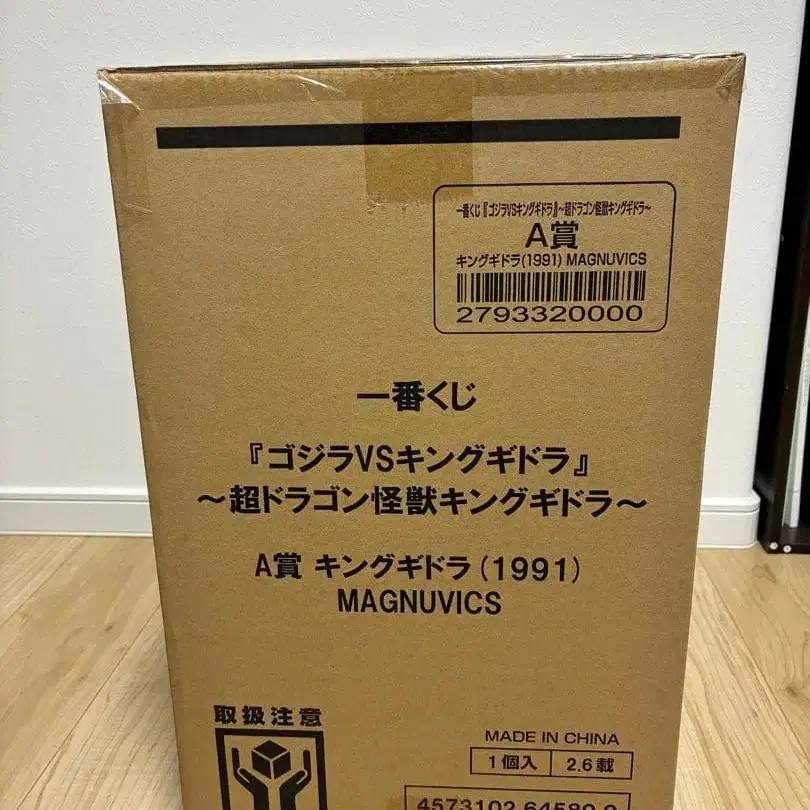 一番くじ『ゴジラVSキングギドラ』～超ドラゴン怪獣キングギドラ～
A賞
キングギドラ(1991) MAGNUVICS
2793320000
一番くじ
『ゴジラVSキングギドラ』
～超ドラゴン怪獣キングギドラ～
A賞 キングギドラ(1991)
MAGNUVICS
取扱注意
MADE IN CHINA
1個入 2.6載